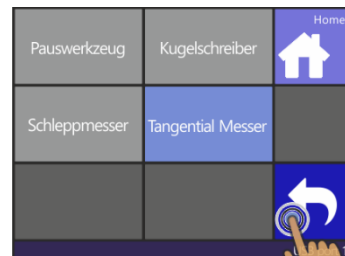 Home
Pauswerkzeug
Kugelschreiber
Schleppmesser
Tangential Messer